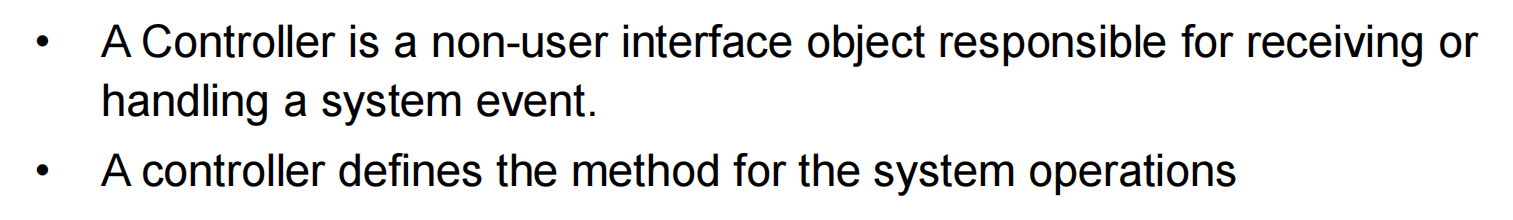 • A Controller is a non-user interface object responsible for receiving or
handling a system event.
• A controller defines the method for the system operations